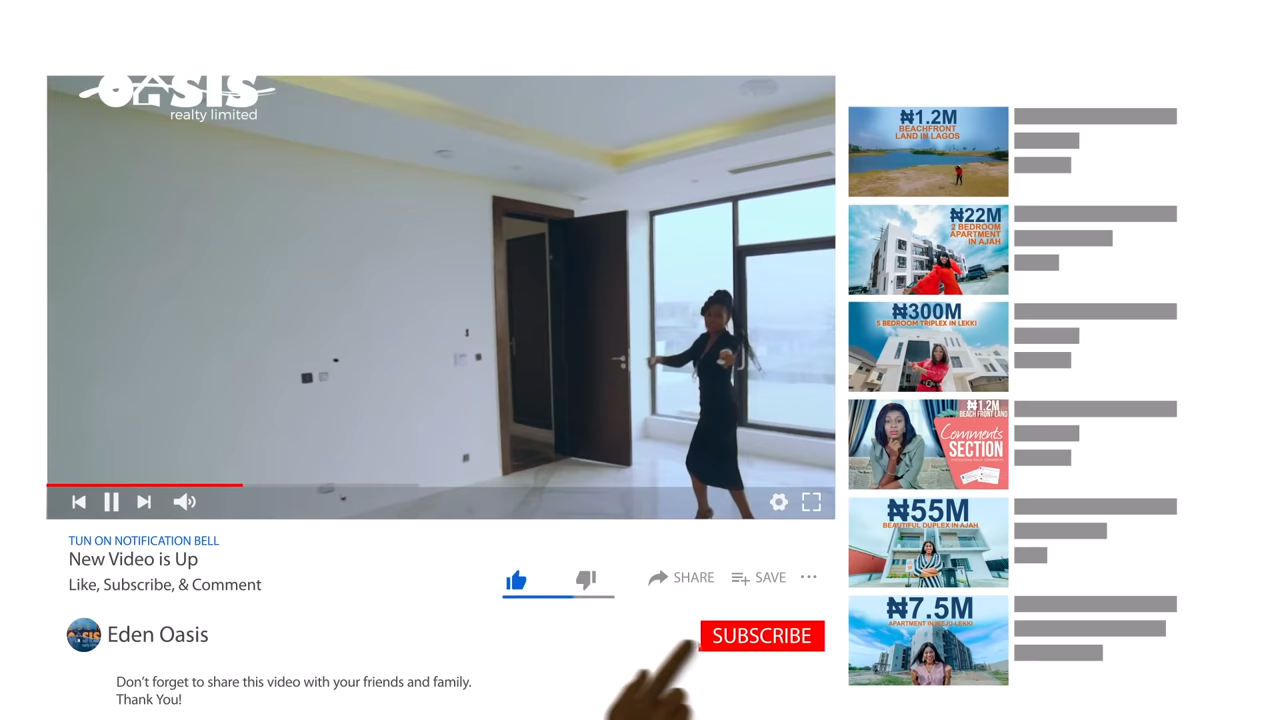 OASIS
realty limited
TUN ON NOTIFICATION BELL
New Video is Up
Like, Subscribe, & Comment
SHARE
SAVE
Eden Oasis
SUBSCRIBE
Don't forget to share this video with your friends and family.
Thank You!
₦1.2M
BEACHFRONT
LAND IN LAGOS
₦22M
2 BEDROOM
APARTMENT
IN AJAH
₦300M
5 BEDROOM TRIPLEX IN LEKKI
₦1.2M
BEACH FRONT LAND
Comments
SECTION
₦55M
BEAUTIFUL DUPLEX IN AJAH
₦7.5M